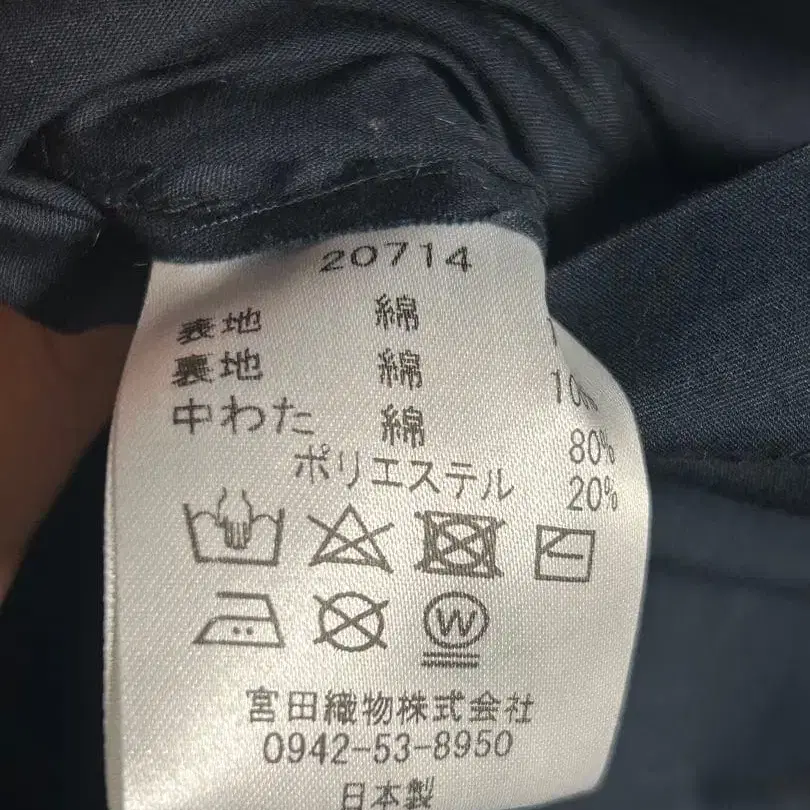 20714
表地 綿
裏地 綿
中わた 綿 80%
ポリエステル 20%
W
宮田織物株式会社
0942-53-8950
日本製